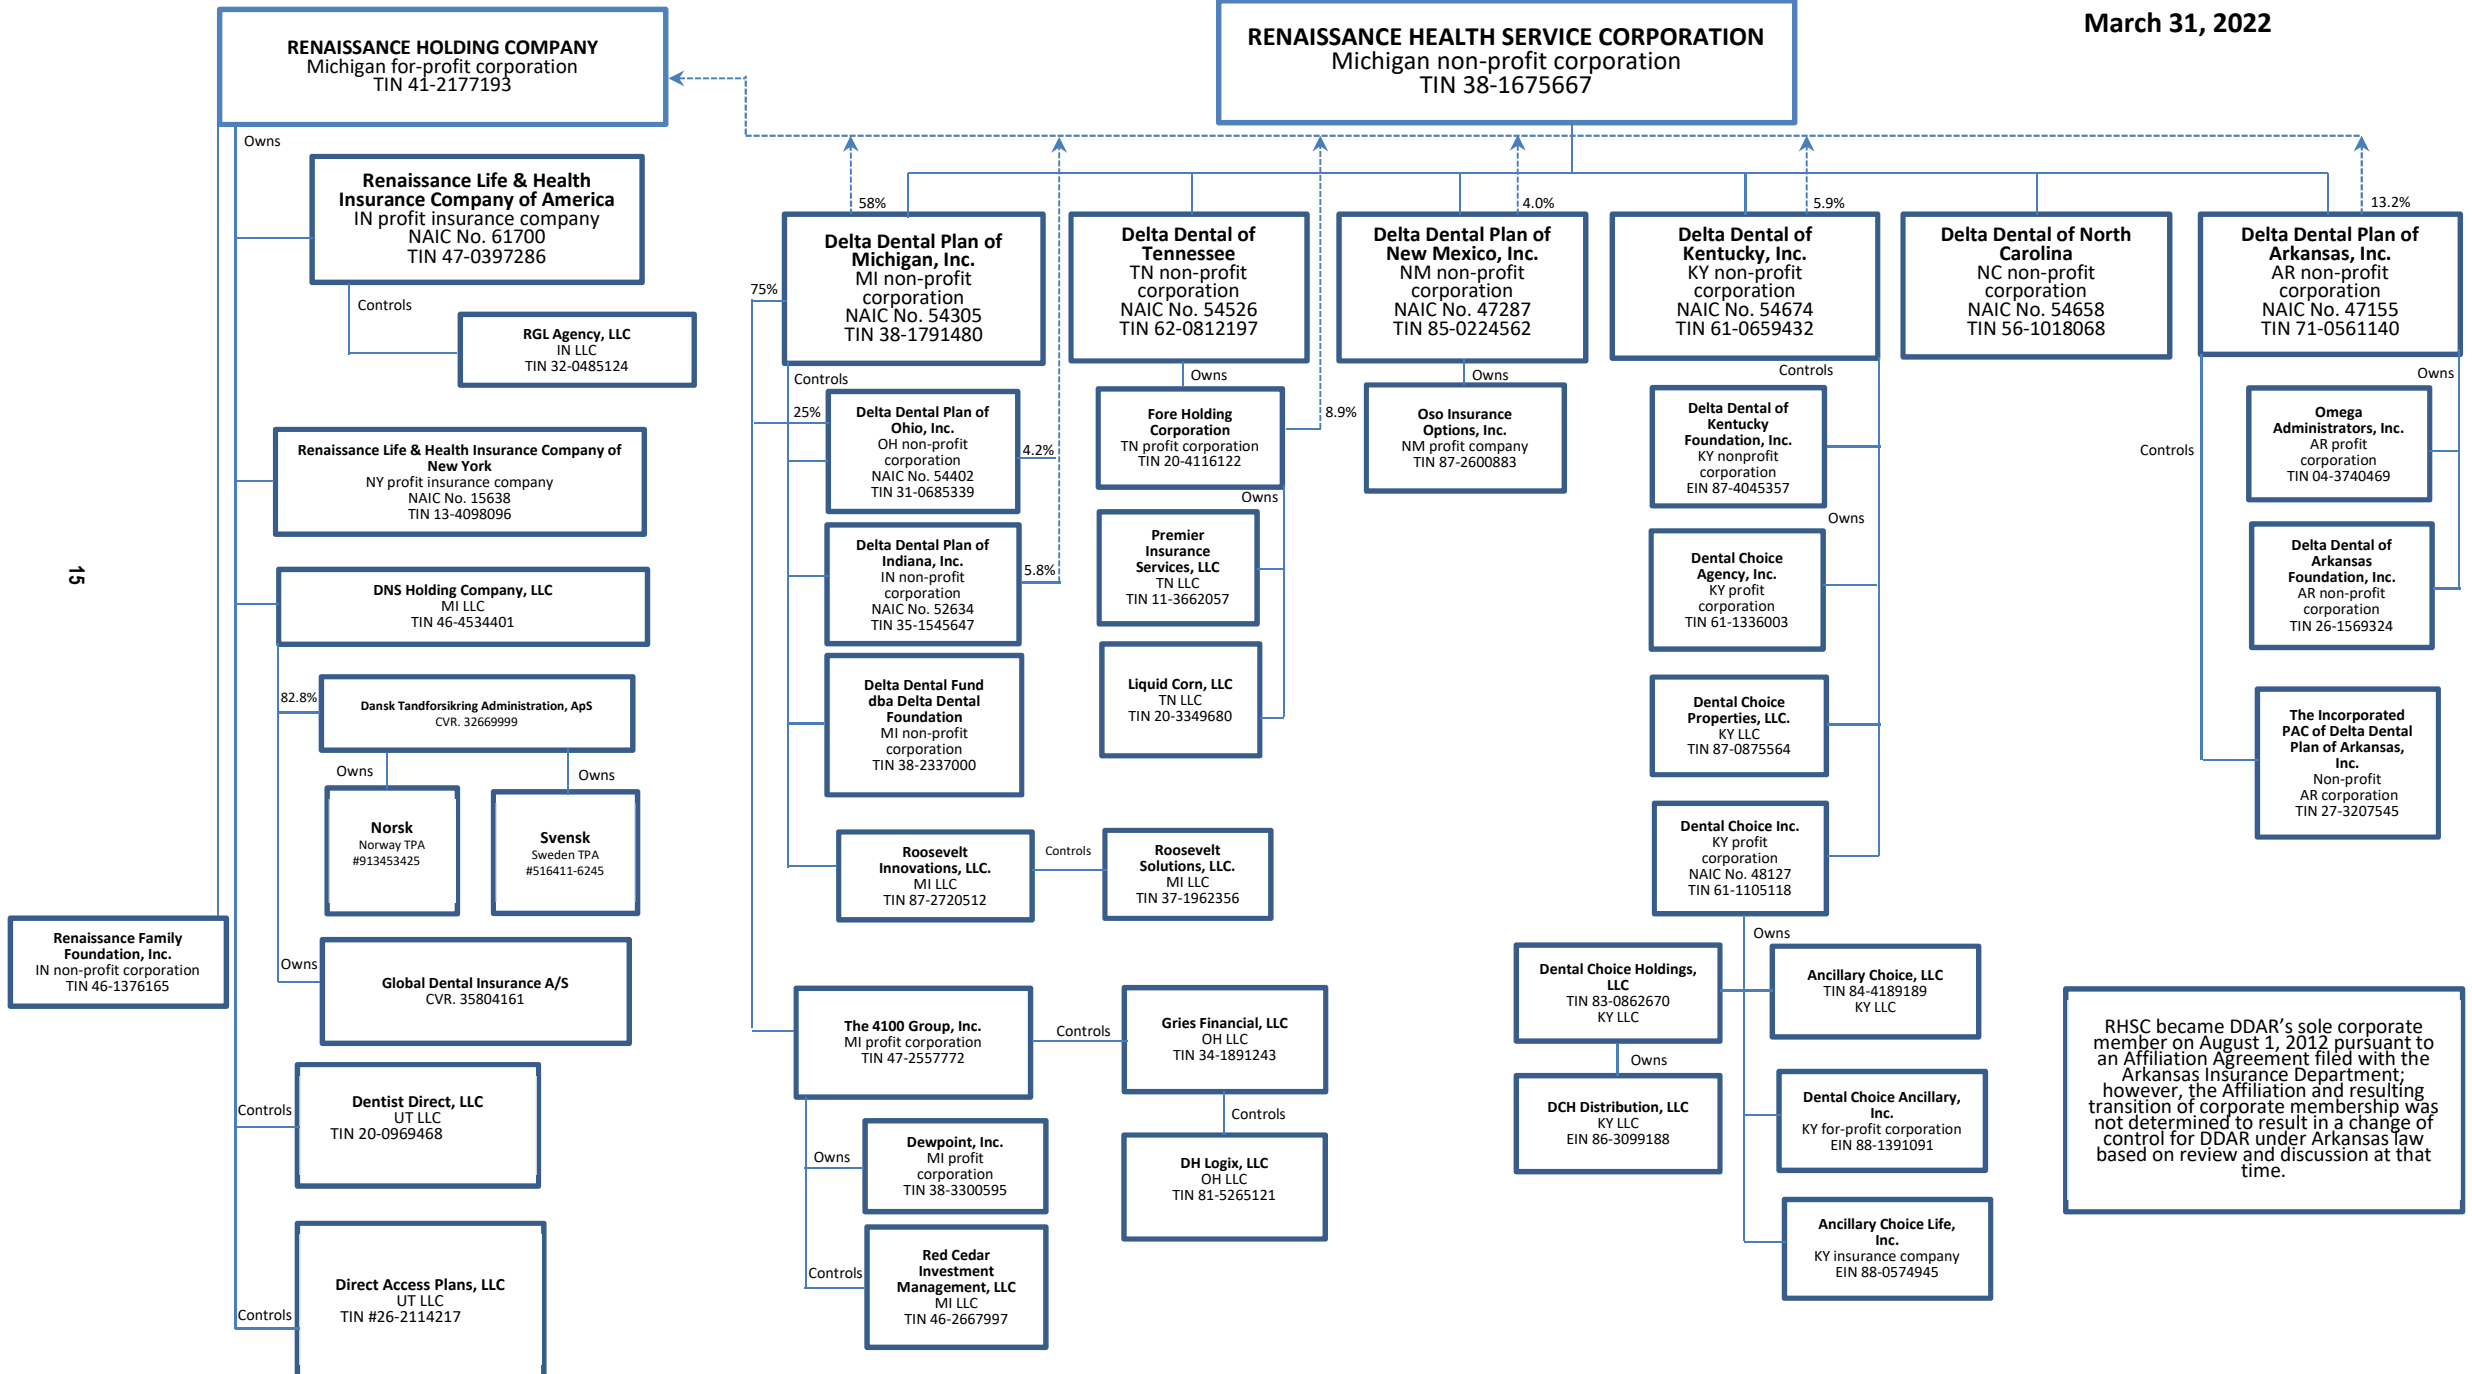 March 31, 2022
RENAISSANCE HOLDING COMPANY
Michigan for-profit corporation
TIN 41-2177193
RENAISSANCE HEALTH SERVICE CORPORATION
Michigan non-profit corporation
TIN 38-1675667
Owns
Renaissance Life & Health
Insurance Company of America
IN profit insurance company
NAIC No. 61700
TIN 47-0397286
Controls
RGL Agency, LLC
IN LLC
TIN 32-0485124
Renaissance Life & Health Insurance Company of
New York
NY profit insurance company
NAIC No. 15638
TIN 13-4098096
DNS Holding Company, LLC
MI LLC
TIN 46-4534401
82.8%
Dansk Tandforsikring Administration, ApS
CVR. 32669999
Owns
Owns
Norsk
Norway TPA
#913453425
Svensk
Sweden TPA
#516411-6245
Renaissance Family
Foundation, Inc.
IN non-profit corporation
TIN 46-1376165
Owns
Global Dental Insurance A/S
CVR. 35804161
Controls
Dentist Direct, LLC
UT LLC
TIN 20-0969468
Controls
Direct Access Plans, LLC
UT LLC
TIN #26-2114217
15
58%
Delta Dental Plan of
Michigan, Inc.
MI non-profit
corporation
NAIC No. 54305
TIN 38-1791480
75%
Controls
25%
Delta Dental Plan of
Ohio, Inc.
OH non-profit
corporation
NAIC No. 54402
TIN 31-0685339
4.2%
Delta Dental Plan of
Indiana, Inc.
IN non-profit
corporation
NAIC No. 52634
TIN 35-1545647
5.8%
Delta Dental Fund
dba Delta Dental
Foundation
MI non-profit
corporation
TIN 38-2337000
Roosevelt
Innovations, LLC.
MI LLC
TIN 87-2720512
Controls
Roosevelt
Solutions, LLC.
MI LLC
TIN 37-1962356
The 4100 Group, Inc.
MI profit corporation
TIN 47-2557772
Controls
Gries Financial, LLC
OH LLC
TIN 34-1891243
Controls
DH Logix, LLC
OH LLC
TIN 81-5265121
Owns
Dewpoint, Inc.
MI profit
corporation
TIN 38-3300595
Controls
Red Cedar
Investment
Management, LLC
MI LLC
TIN 46-2667997
Delta Dental of
Tennessee
TN non-profit
corporation
NAIC No. 54526
TIN 62-0812197
Owns
Fore Holding
Corporation
TN profit corporation
TIN 20-4116122
8.9%
Owns
Premier
Insurance
Services, LLC
TN LLC
TIN 11-3662057
Liquid Corn, LLC
TN LLC
TIN 20-3349680
4.0%
Delta Dental Plan of
New Mexico, Inc.
NM non-profit
corporation
NAIC No. 47287
TIN 85-0224562
Owns
Oso Insurance
Options, Inc.
NM profit company
TIN 87-2600883
5.9%
Delta Dental of
Kentucky, Inc.
KY non-profit
corporation
NAIC No. 54674
TIN 61-0659432
Controls
Delta Dental of
Kentucky
Foundation, Inc.
KY nonprofit
corporation
EIN 87-4045357
Owns
Dental Choice
Agency, Inc.
KY profit
corporation
TIN 61-1336003
Dental Choice
Properties, LLC.
KY LLC
TIN 87-0875564
Dental Choice Inc.
KY profit
corporation
NAIC No. 48127
TIN 61-1105118
Owns
Dental Choice Holdings,
LLC
TIN 83-0862670
KY LLC
Owns
DCH Distribution, LLC
KY LLC
EIN 86-3099188
Ancillary Choice, LLC
TIN 84-4189189
KY LLC
Dental Choice Ancillary,
Inc.
KY for-profit corporation
EIN 88-1391091
Ancillary Choice Life,
Inc.
KY insurance company
EIN 88-0574945
Delta Dental of North
Carolina
NC non-profit
corporation
NAIC No. 54658
TIN 56-1018068
13.2%
Delta Dental Plan of
Arkansas, Inc.
AR non-profit
corporation
NAIC No. 47155
TIN 71-0561140
Owns
Omega
Administrators, Inc.
AR profit
corporation
TIN 04-3740469
Controls
Delta Dental of
Arkansas
Foundation, Inc.
AR non-profit
corporation
TIN 26-1569324
The Incorporated
PAC of Delta Dental
Plan of Arkansas,
Inc.
Non-profit
AR corporation
TIN 27-3207545
RHSC became DDAR’s sole corporate
member on August 1, 2012 pursuant to
an Affiliation Agreement filed with the
Arkansas Insurance Department;
however, the Affiliation and resulting
transition of corporate membership was
not determined to result in a change of
control for DDAR under Arkansas law
based on review and discussion at that
time.